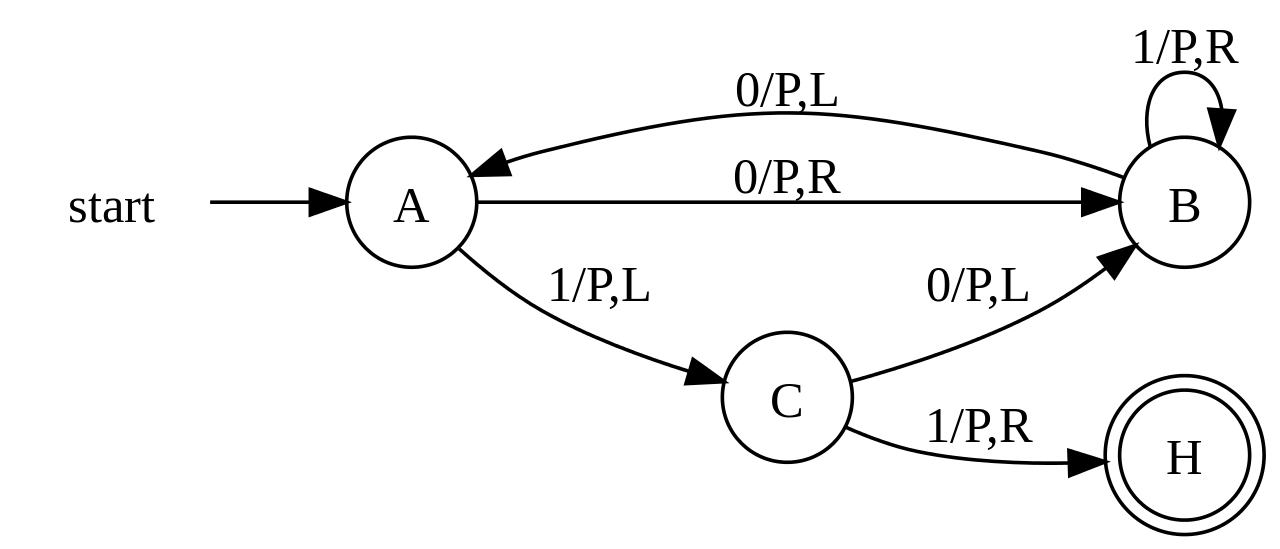 1/P,R
0/P,L
0/P,R
start
A
B
1/P,L
0/P,L
C
1/P,R
H